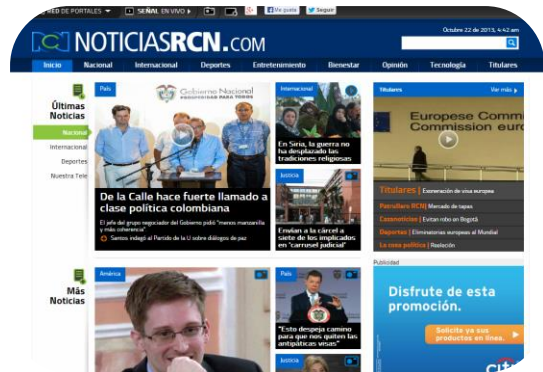 RED DE PORTALES
SEÑAL EN VIVO
Me gusta
Seguir
NOTICIASRCN.COM
Octubre 22 de 2013, 4:42 am
Inicio
Nacional
Internacional
Deportes
Entretenimiento
Bienestar
Opinión
Tecnología
Titulares
Últimas
Noticias
Nacional
Internacional
Deportes
Nuestra Tele
País
Gobierno Nacional
PROSPERIDAD PARA TODOS
De la Calle hace fuerte llamado a
clase política colombiana
El jefe del grupo negociador del Gobierno pidió "menos manzanilla
y más coherencia"
Santos indagó al Partido de la U sobre diálogos de paz
Internacional
En Siria, la guerra no
ha desplazado las
tradiciones religiosas
Justicia
Envían a la cárcel a
siete de los implicados
en "carrusel judicial"
Titulares
Ver más
Europese Comm
Commission euro
Titulares | Exoneración de visa europea
Patrullero RCN| Mercado de tapas
Casanoticias | Evitan robo en Bogotá
Deportes | Eliminatorias europeas al Mundial
La cosa política | Reelección
Más
Noticias
América
País
"Esto despeja camino
para que nos quiten las
antipáticas visas"
Justicia
Publicidad
Disfrute de esta
promoción.
Solicite ya sus
productos en línea.
citi